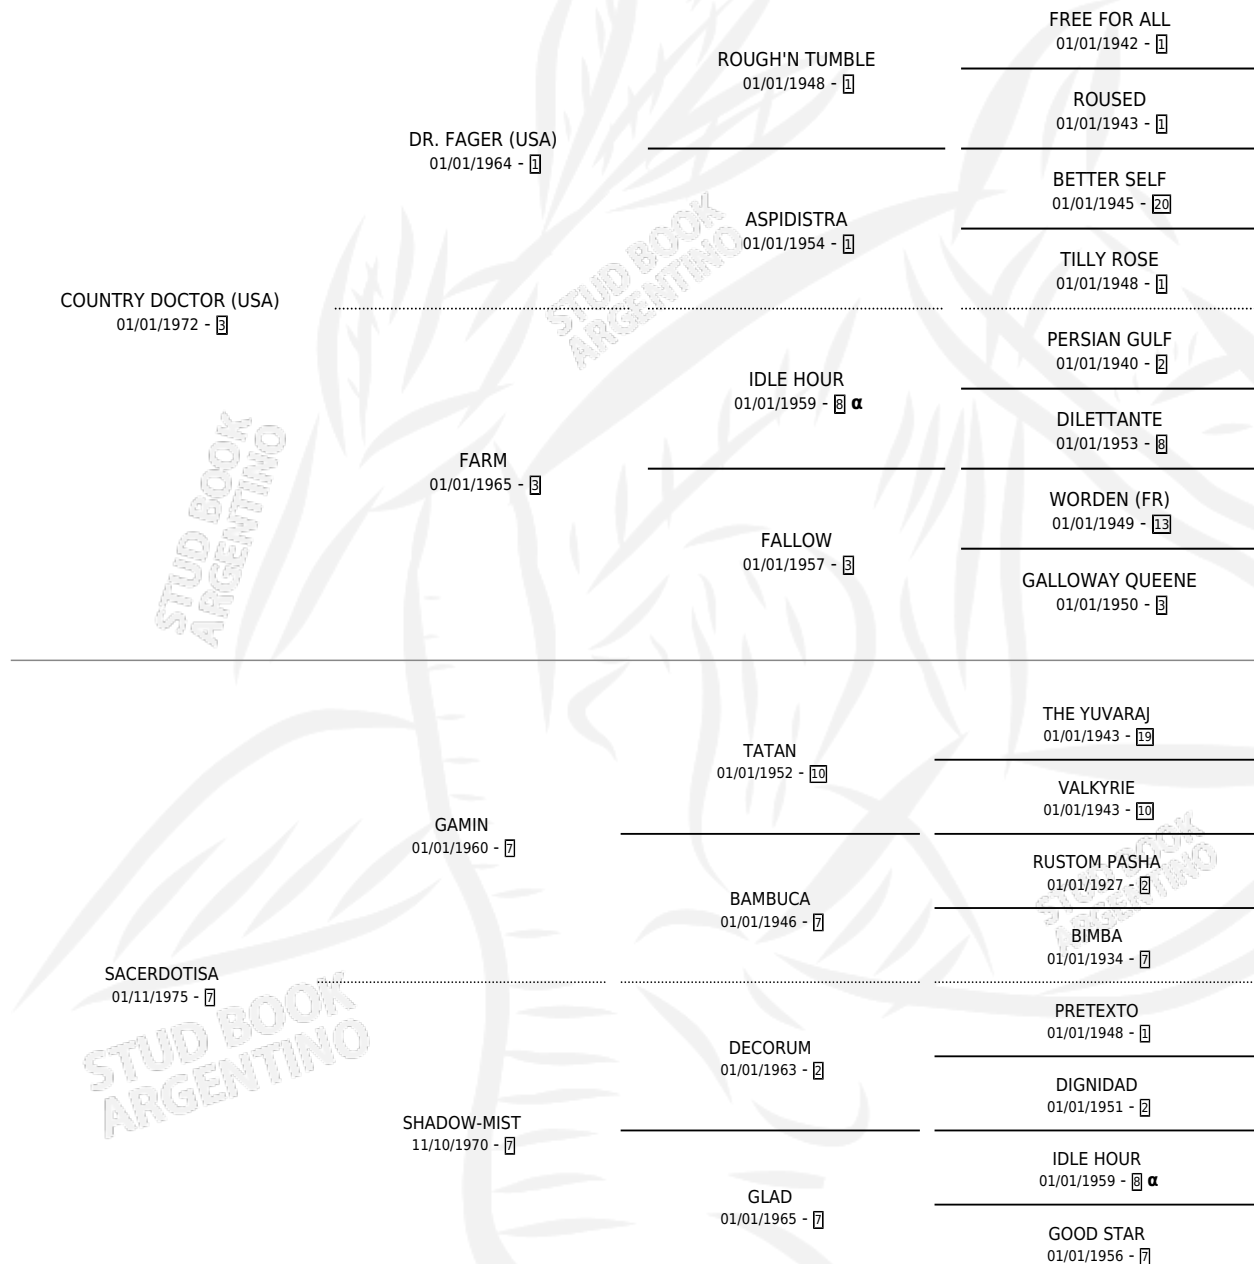 FREE FOR ALL
01/01/1942 - 1
ROUGH'N TUMBLE
01/01/1948 - 1
ROUSED
01/01/1943 - 1
DR. FAGER (USA)
01/01/1964 - 1
BETTER SELF
01/01/1945 - 20
ASPIDISTRA
01/01/1954 - 1
TILLY ROSE
01/01/1948 - 1
COUNTRY DOCTOR (USA)
01/01/1972 - 3
PERSIAN GULF
01/01/1940 - 2
IDLE HOUR
01/01/1959 - 8 α
DILETTANTE
01/01/1953 - 8
FARM
01/01/1965 - 3
WORDEN (FR)
01/01/1949 - 13
FALLOW
01/01/1957 - 3
GALLOWAY QUEENE
01/01/1950 - 3
THE YUVARAJ
01/01/1943 - 19
TATAN
01/01/1952 - 10
VALKYRIE
01/01/1943 - 10
GAMIN
01/01/1960 - 7
RUSTOM PASHA
01/01/1927 - 2
BAMBUCA
01/01/1946 - 7
BIMBA
01/01/1934 - 7
SACERDOTISA
01/11/1975 - 7
PRETEXTO
01/01/1948 - 1
DECORUM
01/01/1963 - 2
DIGNIDAD
01/01/1951 - 2
SHADOW-MIST
11/10/1970 - 7
IDLE HOUR
01/01/1959 - 8 α
GLAD
01/01/1965 - 7
GOOD STAR
01/01/1956 - 7
STUD BOOK
ARGENTINO
STUD BOOK
ARGENTINO
STUD BOOK
ARGENTINO
STUD BOOK
ARGENTINO